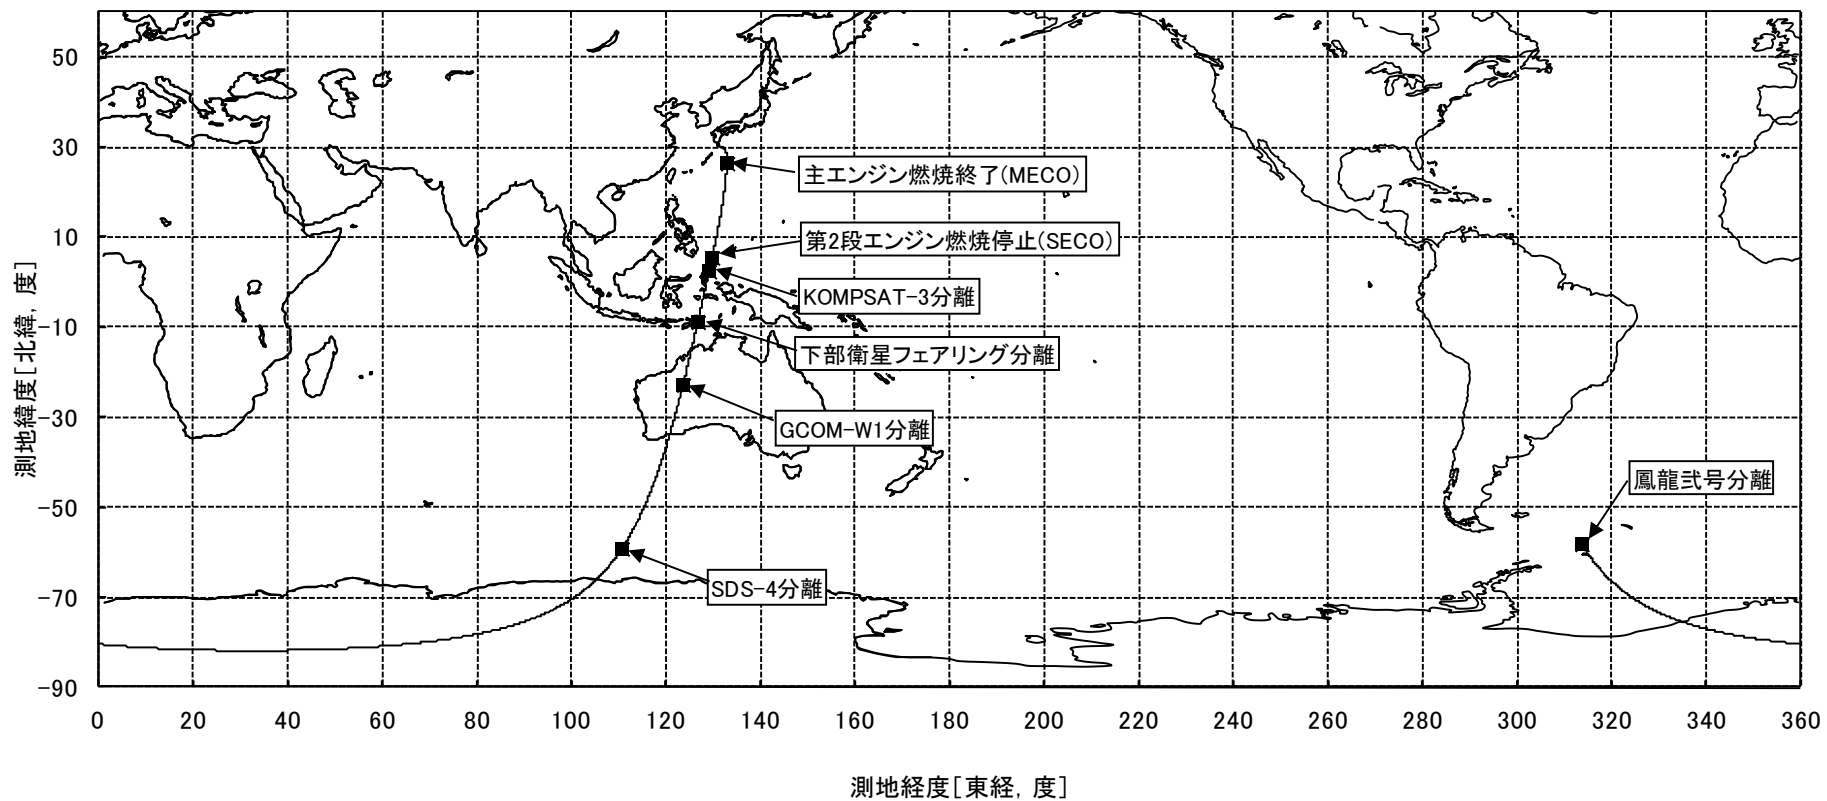 50
30
10
-10
-30
-50
-70
-90
測地緯度[北緯, 度]
主エンジン燃焼終了(MECO)
第2段エンジン燃焼停止(SECO)
KOMPSAT-3分離
下部衛星フェアリング分離
GCOM-W1分離
鳳龍弐号分離
SDS-4分離
0 20 40 60 80 100 120 140 160 180 200 220 240 260 280 300 320 340 360
測地経度[東経, 度]